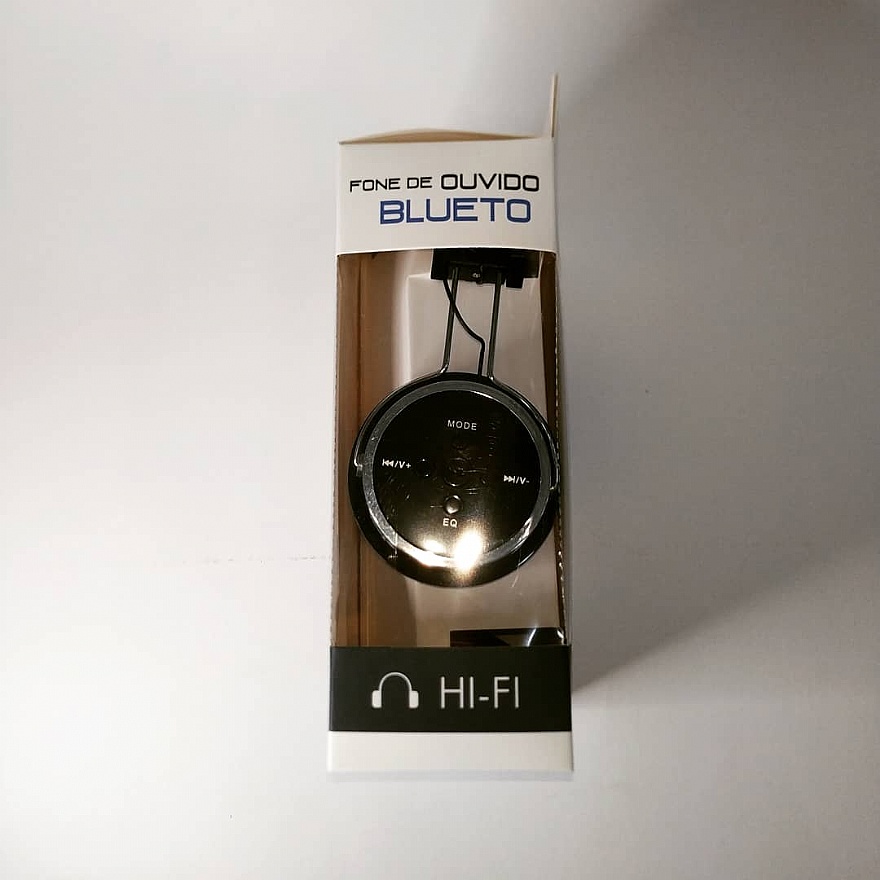 FONE DE OUVIDO
BLUETO
MODE
⏮/V+
⏭/V-
EQ
HI-FI